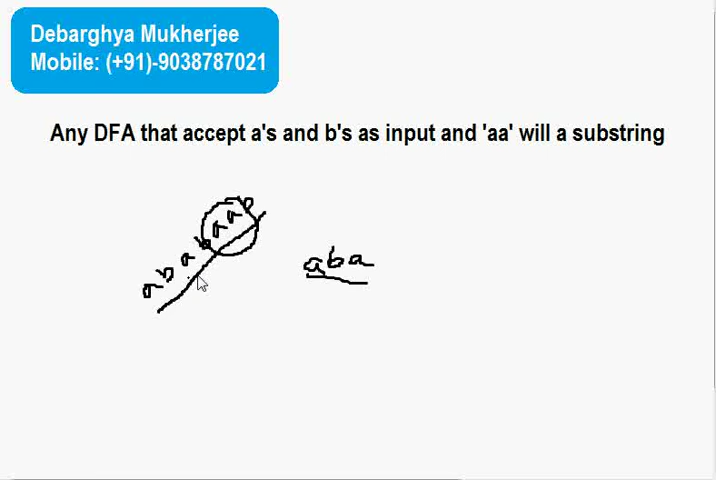 Debarghya Mukherjee
Mobile: (+91)-9038787021
Any DFA that accept a's and b's as input and 'aa' will a substring
a b a b a a b
aba